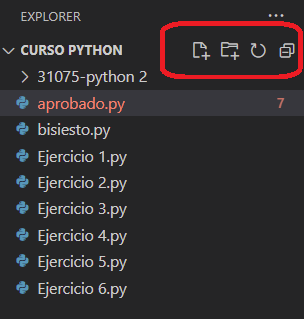 EXPLORER
CURSO PYTHON
31075-python 2
aprobado.py 7
bisiesto.py
Ejercicio 1.py
Ejercicio 2.py
Ejercicio 3.py
Ejercicio 4.py
Ejercicio 5.py
Ejercicio 6.py